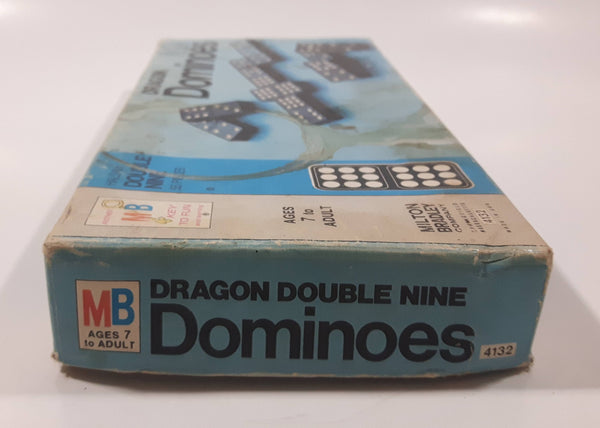 DRAGON
Dominoes
DOUBLE
NINE
MB
KEY
TO FUN
AGES
7 to
ADULT
MILTON
BRADLEY
COMPANY
4132
MB
AGES 7
to ADULT
DRAGON DOUBLE NINE
Dominoes
4132